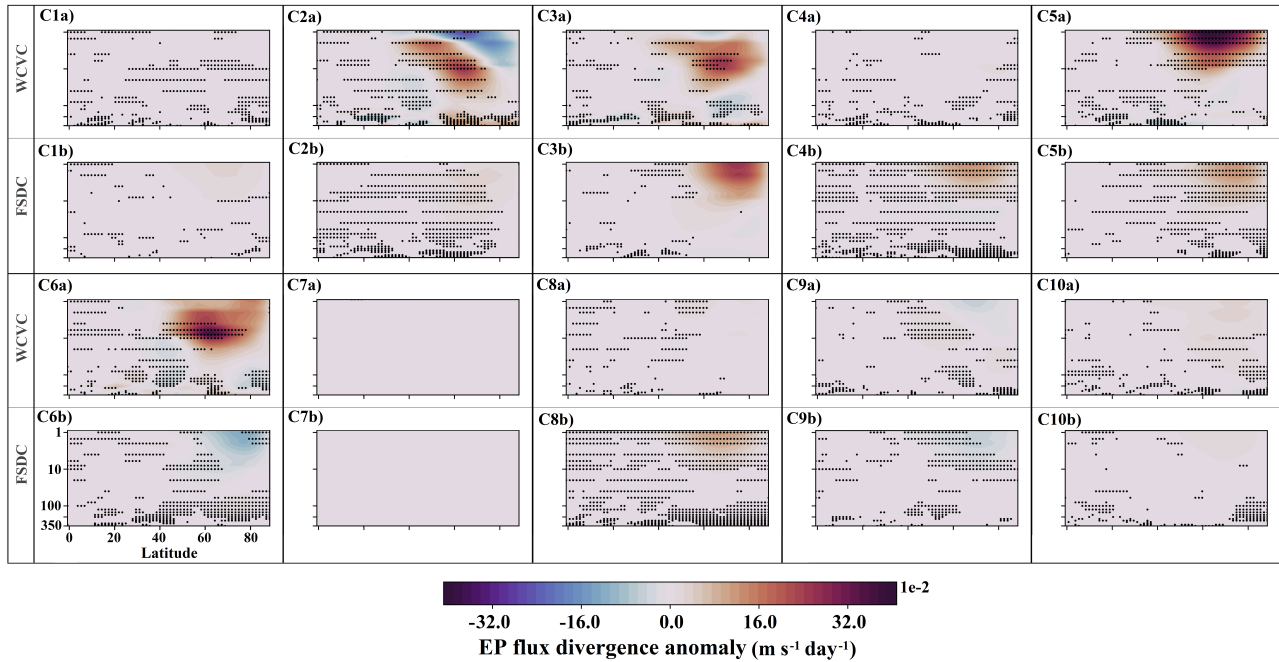 WCVC
C1a)
C2a)
C3a)
C4a)
C5a)
FSDC
C1b)
C2b)
C3b)
C4b)
C5b)
WCVC
C6a)
C7a)
C8a)
C9a)
C10a)
FSDC
C6b)
C7b)
C8b)
C9b)
C10b)
1
10
100
350
0 20 40 60 80
Latitude
1e-2
-32.0 -16.0 0.0 16.0 32.0
EP flux divergence anomaly (m s⁻¹ day⁻¹)